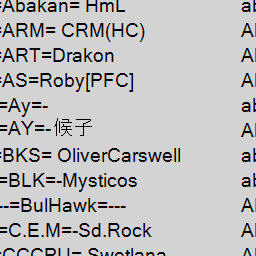 =Abakan= HmL ab
=ARM= CRM(HC) Al
=ART=Drakon Al
=AS=Roby[PFC] Al
=Ay=- ab
=AY=-候子 Al
=BKS= OliverCarswell ab
=BLK=-Mysticos ab
--=BulHawk=--- Al
=C.E.M=-Sd.Rock Al
=CCCPU= Swetlana